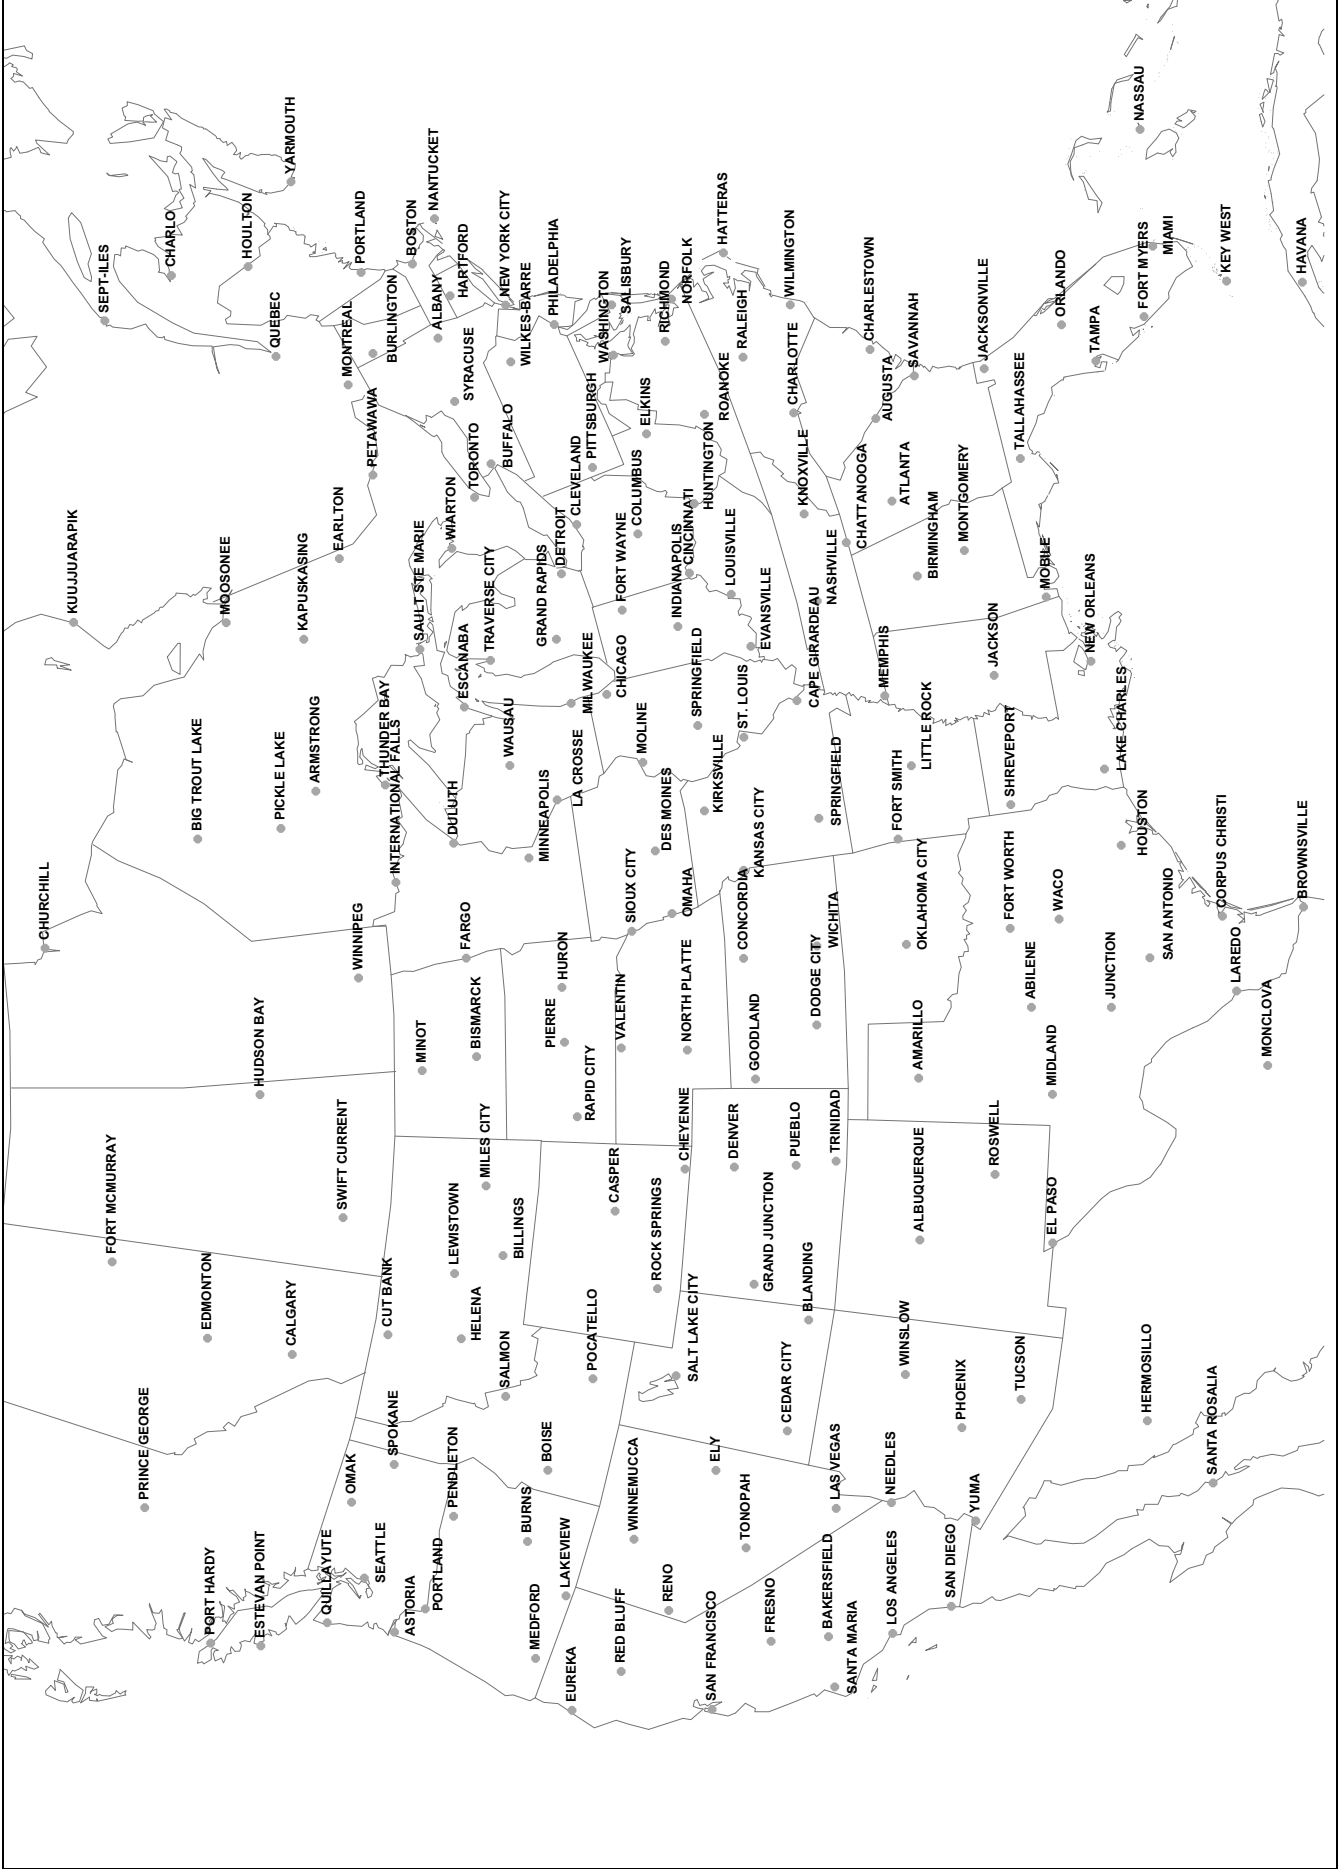 CHURCHILL
KUUJUARAPIK
SEPT-ILES
FORT MCMURRAY
PRINCE GEORGE
CHARLO
BIG TROUT LAKE
MOOSONEE
EDMONTON
PORT HARDY
HOULTON
HUDSON BAY
ESTEVAN POINT
QUEBEC
PICKLE LAKE
YARMOUTH
CALGARY
KAPUSKASING
ARMSTRONG
QUILLAYUTE
EARLTON
SWIFT CURRENT
MONTREAL
OMAK
WINNIPEG
PORTLAND
SEATTLE
PETAWAWA
BURLINGTON
THUNDER BAY
CUT BANK
SPOKANE
INTERNATIONAL FALLS
ASTORIA
BOSTON
SAULT STE MARIE
MINOT
PORTLAND
NANTUCKET
ALBANY
HARTFORD
WIARTON
DULUTH
PENDLETON
LEWISTOWN
SYRACUSE
HELENA
ESCANABA
FARGO
TORONTO
BISMARCK
MILES CITY
TRAVERSE CITY
BUFFALO
BILLINGS
SALMON
NEW YORK CITY
WAUSAU
WILKES-BARRE
BURNS
MINNEAPOLIS
MEDFORD
BOISE
PHILADELPHIA
GRAND RAPIDS
LA CROSSE
DETROIT
HURON
PIERRE
LAKEVIEW
EUREKA
MILWAUKEE
CLEVELAND
RAPID CITY
PITTSBURGH
POCATELLO
CHICAGO
WASHINGTON
SALISBURY
CASPER
VALENTIN
RED BLUFF
FORT WAYNE
SIOUX CITY
WINNEMUCCA
COLUMBUS
MOLINE
ELKINS
DES MOINES
ROCK SPRINGS
RICHMOND
NORFOLK
RENO
OMAHA
SALT LAKE CITY
INDIANAPOLIS
CHEYENNE
NORTH PLATTE
CINCINNATI
HUNTINGTON
SPRINGFIELD
KIRKSVILLE
ROANOKE
SAN FRANCISCO
ELY
HATTERAS
LOUISVILLE
DENVER
RALEIGH
ST. LOUIS
CONCORDIA
KANSAS CITY
TONOPAH
EVANSVILLE
GOODLAND
GRAND JUNCTION
FRESNO
CEDAR CITY
WILMINGTON
CHARLOTTE
PUEBLO
CAPE GIRARDEAU
KNOXVILLE
BLANDING
NASHVILLE
DODGE CITY
WICHITA
SPRINGFIELD
BAKERSFIELD
SANTA MARIA
LAS VEGAS
TRINIDAD
CHATTANOOGA
CHARLESTOWN
AUGUSTA
MEMPHIS
LOS ANGELES
NEEDLES
ATLANTA
FORT SMITH
WINSLOW
OKLAHOMA CITY
LITTLE ROCK
SAVANNAH
BIRMINGHAM
AMARILLO
ALBUQUERQUE
SAN DIEGO
PHOENIX
MONTGOMERY
YUMA
JACKSONVILLE
JACKSON
ROSWELL
SHREVEPORT
FORT WORTH
TUCSON
TALLAHASSEE
ABILENE
MOBILE
MIDLAND
EL PASO
WACO
ORLANDO
NEW ORLEANS
TAMPA
LAKE CHARLES
JUNCTION
HOUSTON
NASSAU
FORT MYERS
MIAMI
HERMOSILLO
SAN ANTONIO
SANTA ROSALIA
CORPUS CHRISTI
KEY WEST
LAREDO
MONCLOVA
HAVANA
BROWNSVILLE